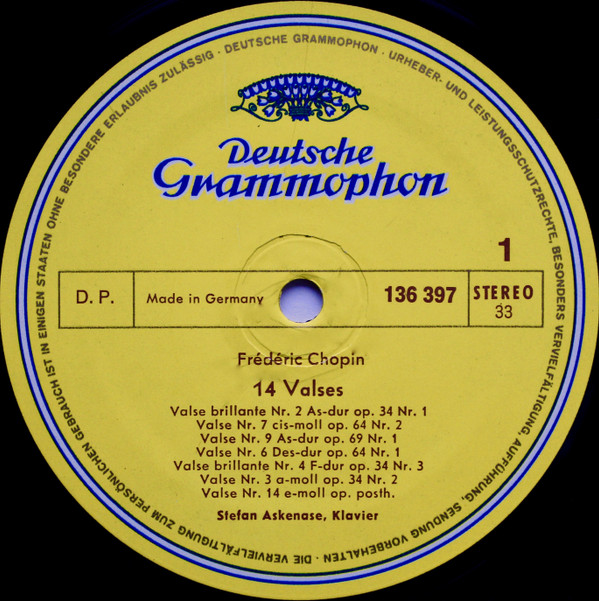 DIE VERVIELFÄLTIGUNG ZUM PERSÖNLICHEN GEBRAUCH IST IN EINIGEN STAATEN OHNE BESONDERE ERLAUBNIS ZULÄSSIG · DEUTSCHE GRAMMOPHON · URHEBER- UND LEISTUNGSSCHUTZRECHTE, BESONDERS VERVIELFÄLTIGUNG, AUFFÜHRUNG, SENDUNG VORBEHALTEN ·
Deutsche
Grammophon
1
D. P.
Made in Germany
136 397
STEREO
33
Frédéric Chopin
14 Valses
Valse brillante Nr. 2 As-dur op. 34 Nr. 1
Valse Nr. 7 cis-moll op. 64 Nr. 2
Valse Nr. 9 As-dur op. 69 Nr. 1
Valse Nr. 6 Des-dur op. 64 Nr. 1
Valse brillante Nr. 4 F-dur op. 34 Nr. 3
Valse Nr. 3 a-moll op. 34 Nr. 2
Valse Nr. 14 e-moll op. posth.
Stefan Askenase, Klavier